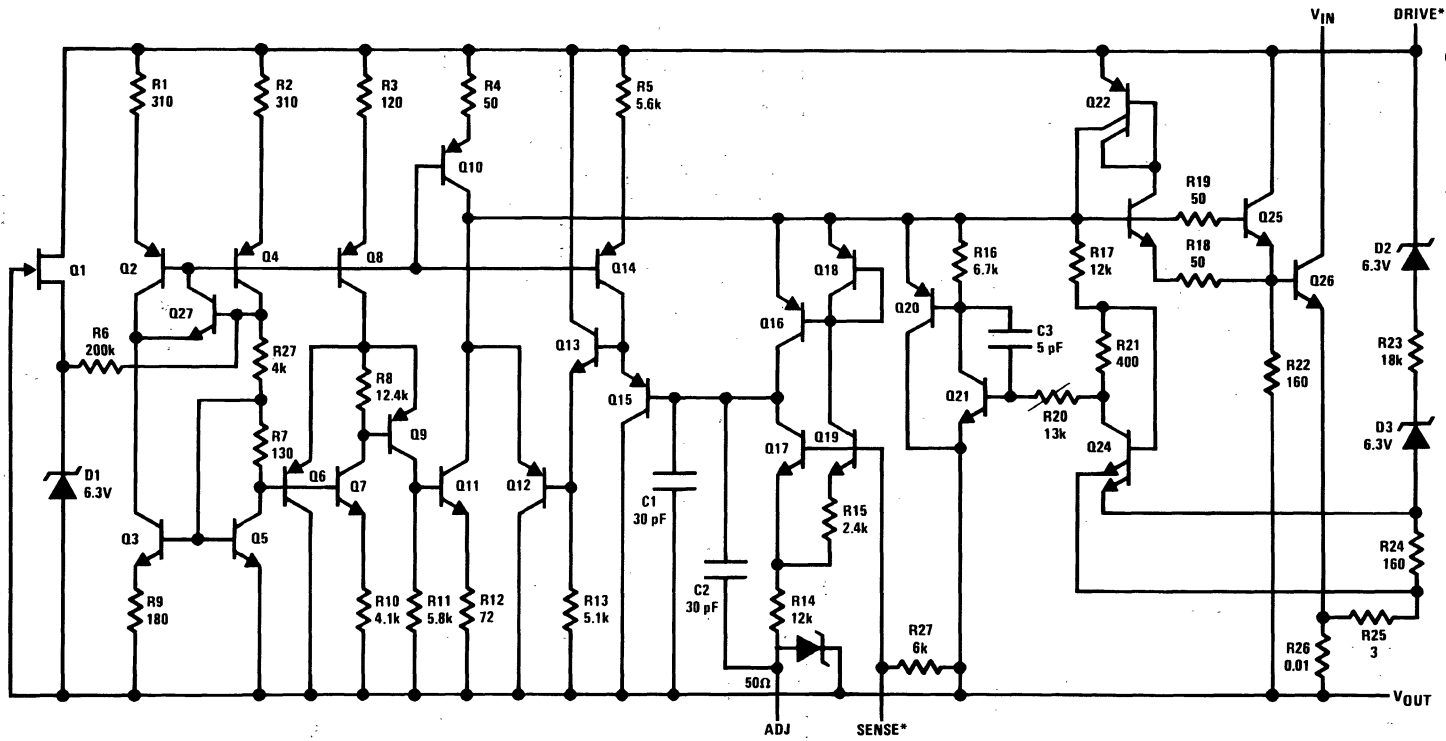 VIN
DRIVE*
R1
310
R2
310
R3
120
R4
50
R5
5.6k
Q22
Q10
R19
50
Q25
Q1
Q2
Q4
Q8
Q14
Q18
R16
6.7k
R17
12k
R18
50
Q26
D2
6.3V
Q27
Q16
Q20
C3
5 pF
R6
200k
R27
4k
Q13
R21
400
R22
160
R23
18k
R8
12.4k
Q15
Q21
R20
13k
R7
130
Q9
Q17
Q19
Q24
D3
6.3V
D1
6.3V
Q6
Q7
Q11
Q12
C1
30 pF
R15
2.4k
Q3
Q5
R24
160
R9
180
R10
4.1k
R11
5.8k
R12
72
R13
5.1k
C2
30 pF
R14
12k
R27
6k
R26
0.01
R25
3
50Ω
VOUT
ADJ
SENSE*